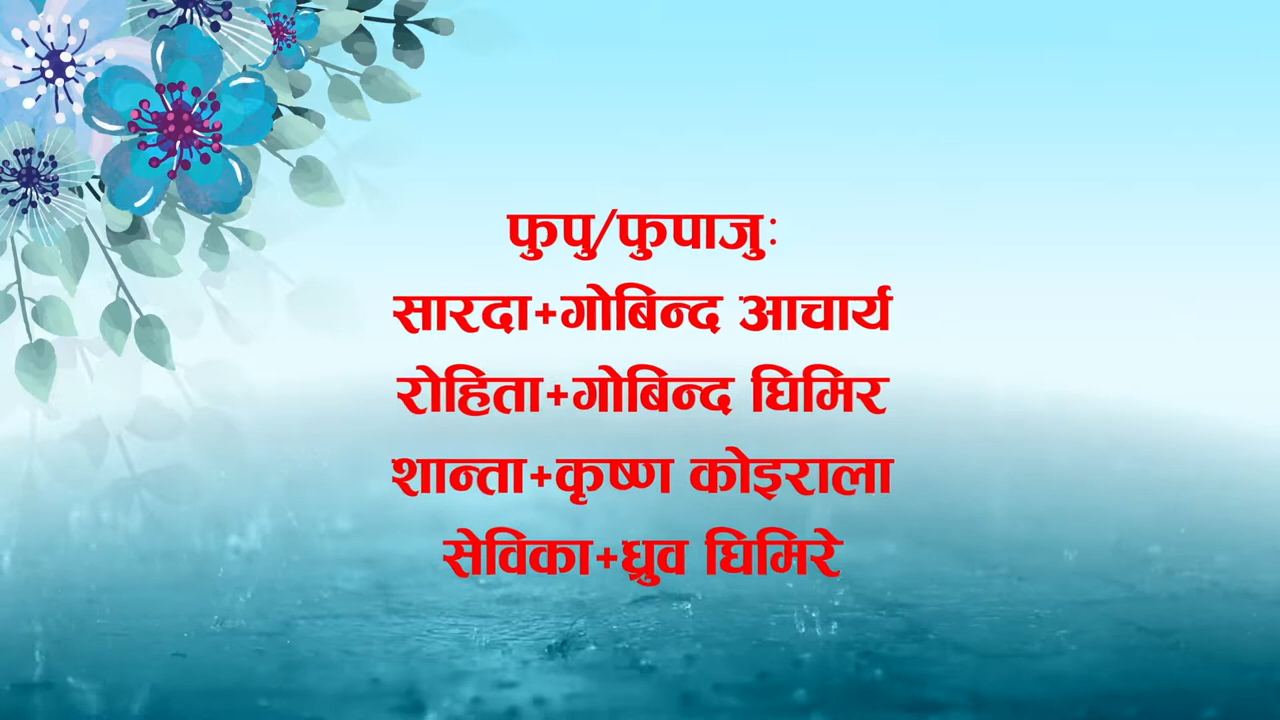 फुपु/फुपाजुः
सारदा+गोबिन्द आचार्य
रोहिता+गोबिन्द घिमिर
शान्ता+कृष्ण कोइराला
सेविका+ध्रुव घिमिरे